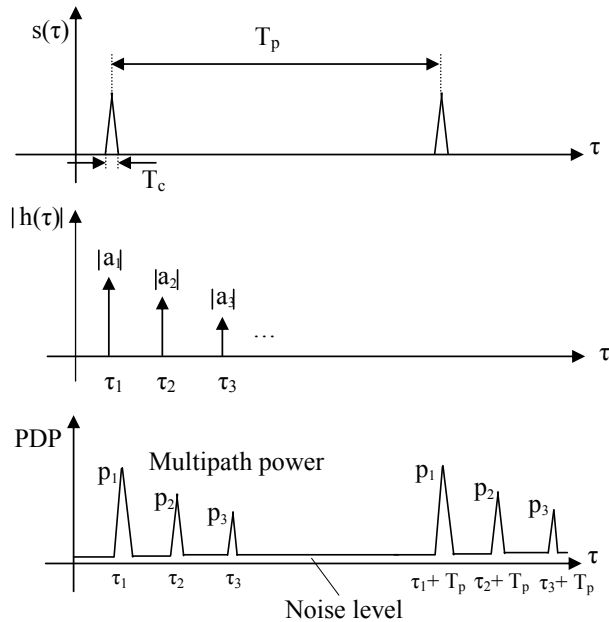 s(τ)
T_p
τ
T_c
|h(τ)|
|a_1|
|a_2|
|a_3|
...
τ
τ_1 τ_2 τ_3
PDP
p_1
Multipath power
p_2
p_3
p_1
p_2
p_3
τ
τ_1 τ_2 τ_3 τ_1+ T_p τ_2+ T_p τ_3+ T_p
Noise level